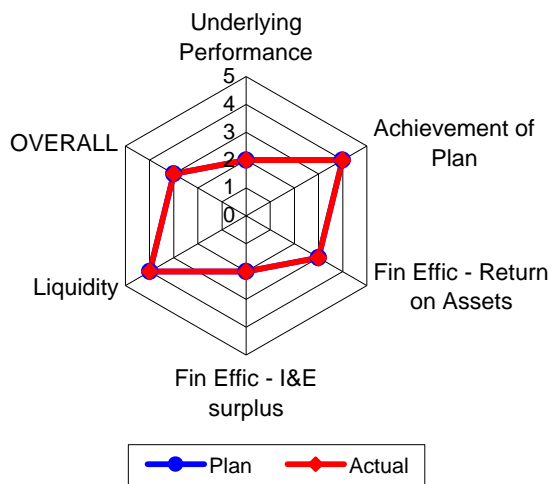 Underlying
Performance
5
4
3
2
1
0
OVERALL
Achievement of
Plan
Liquidity
Fin Effic - Return
on Assets
Fin Effic - I&E
surplus
Plan
Actual